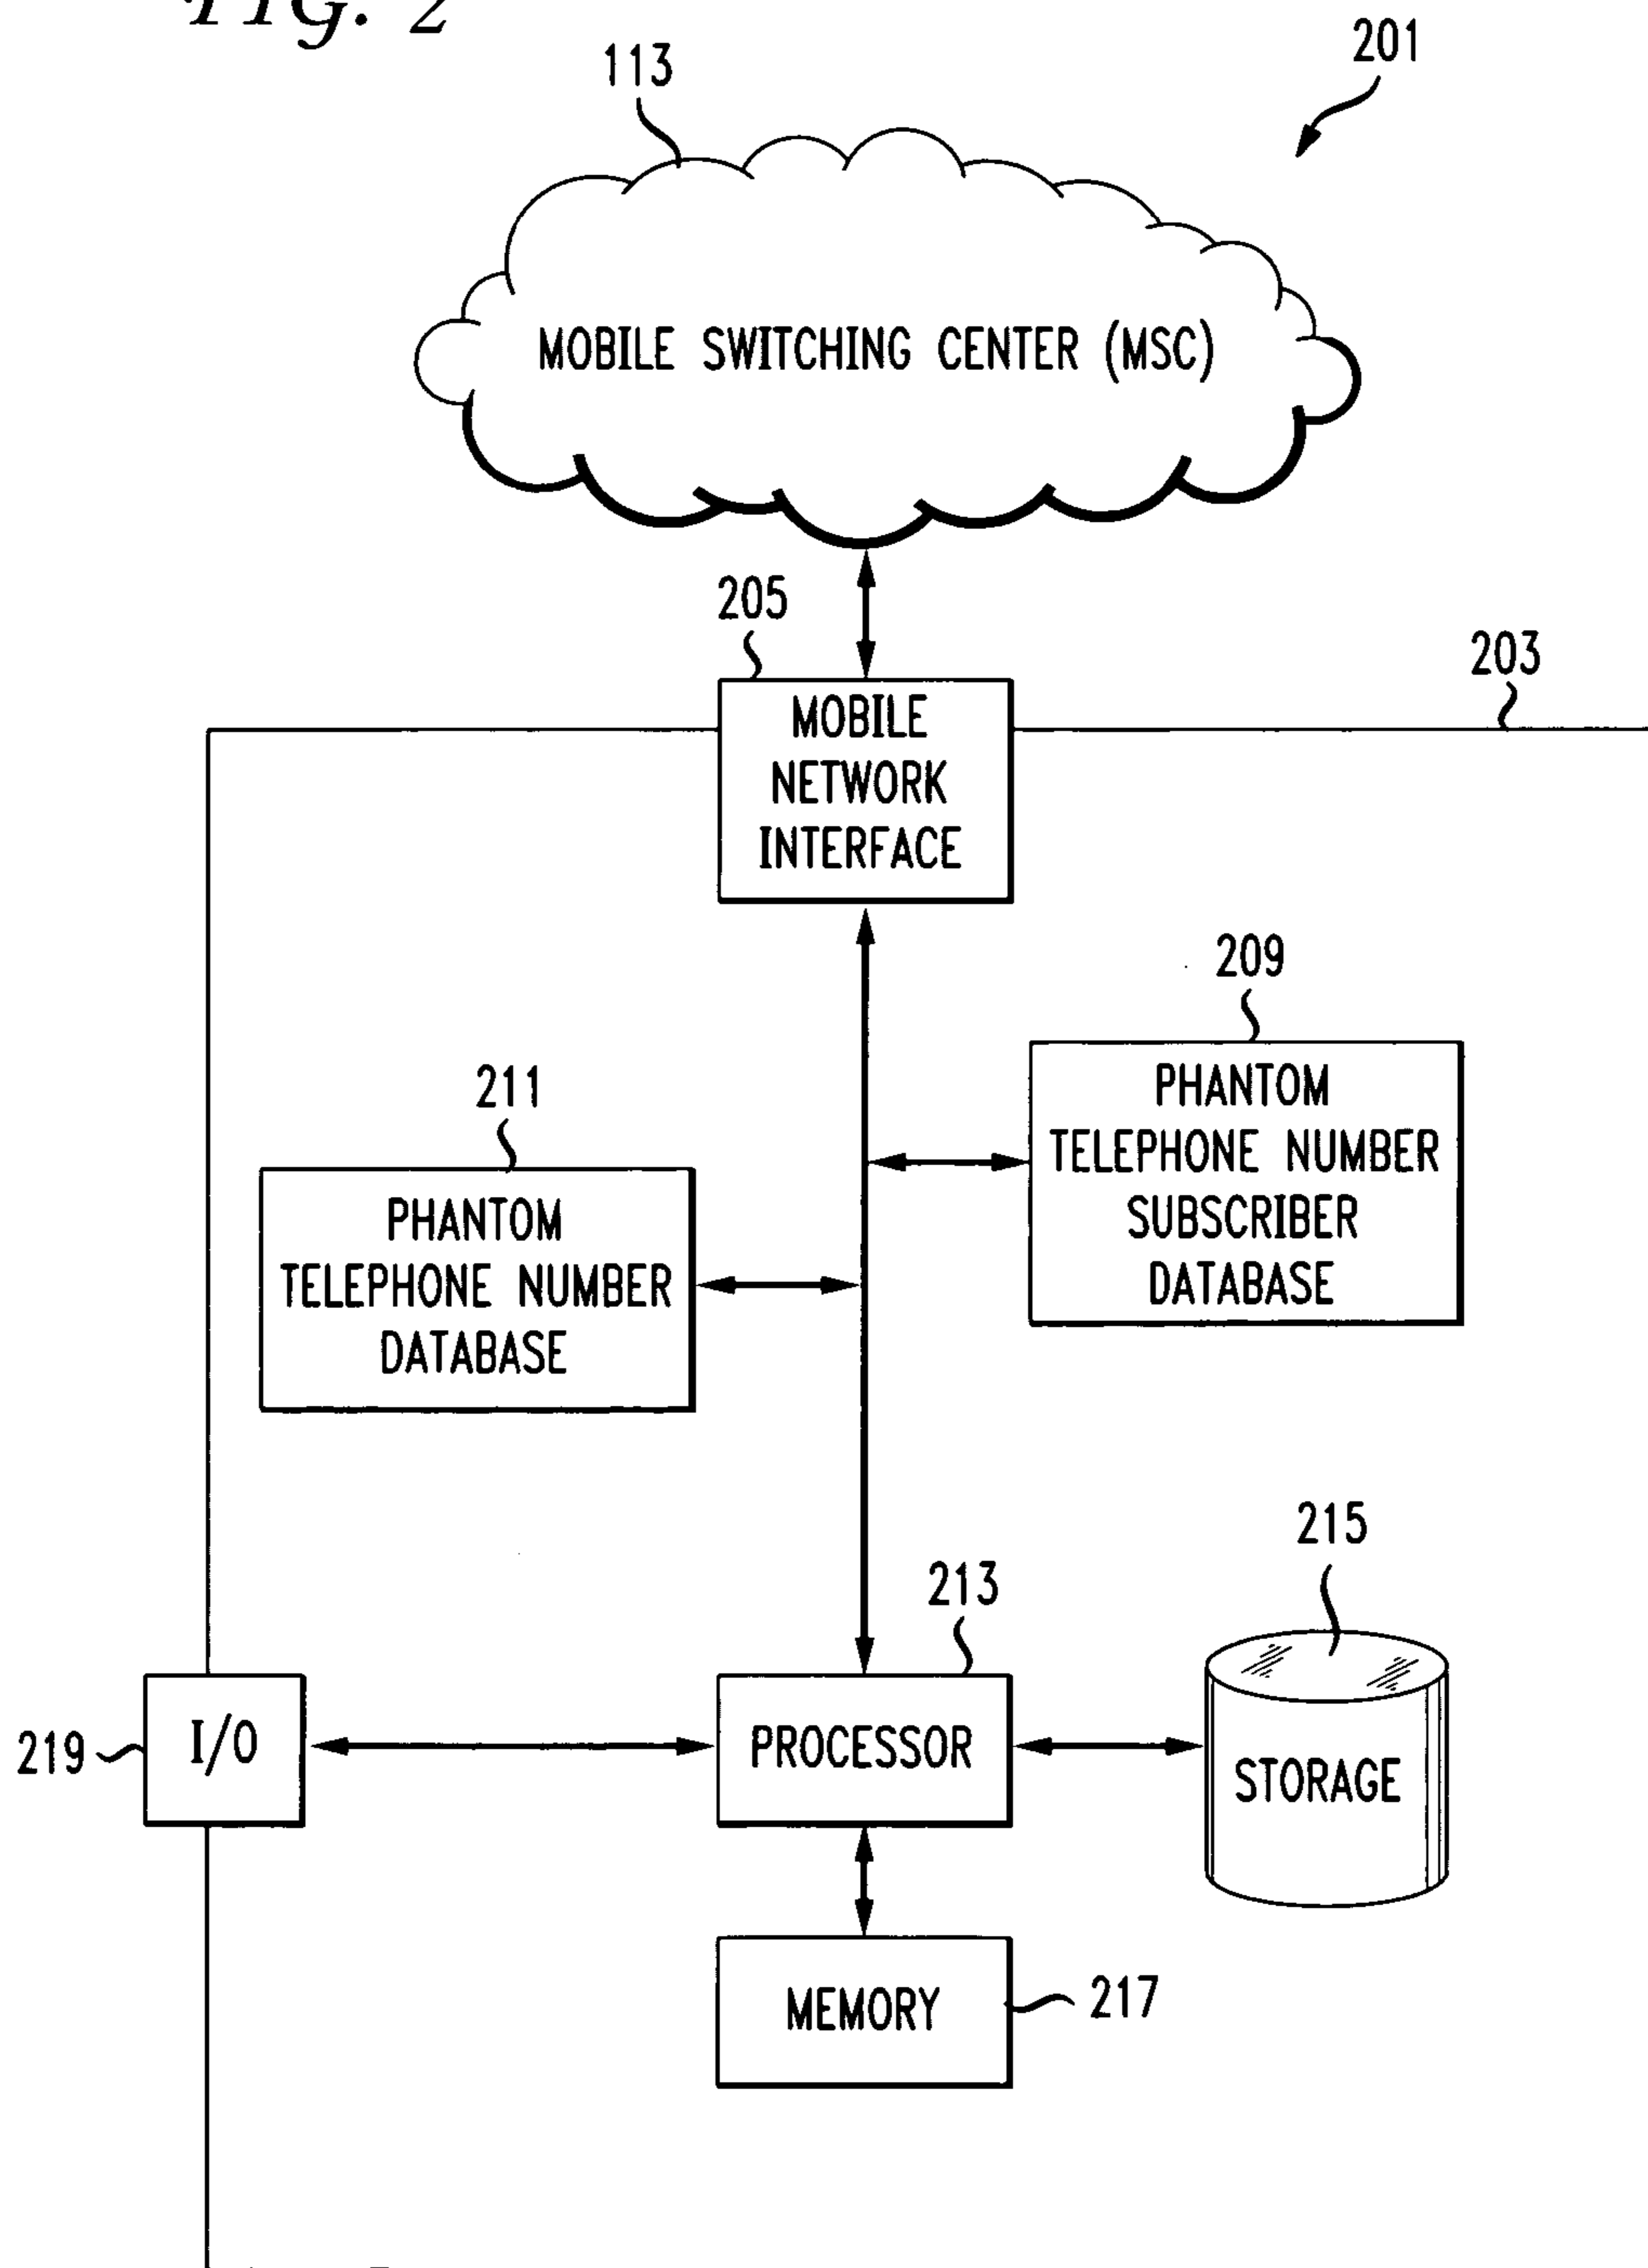 FIG. 2
113
201
MOBILE SWITCHING CENTER (MSC)
205
203
MOBILE
NETWORK
INTERFACE
209
PHANTOM
TELEPHONE NUMBER
SUBSCRIBER
DATABASE
211
PHANTOM
TELEPHONE NUMBER
DATABASE
215
213
219
I/O
PROCESSOR
STORAGE
MEMORY
217